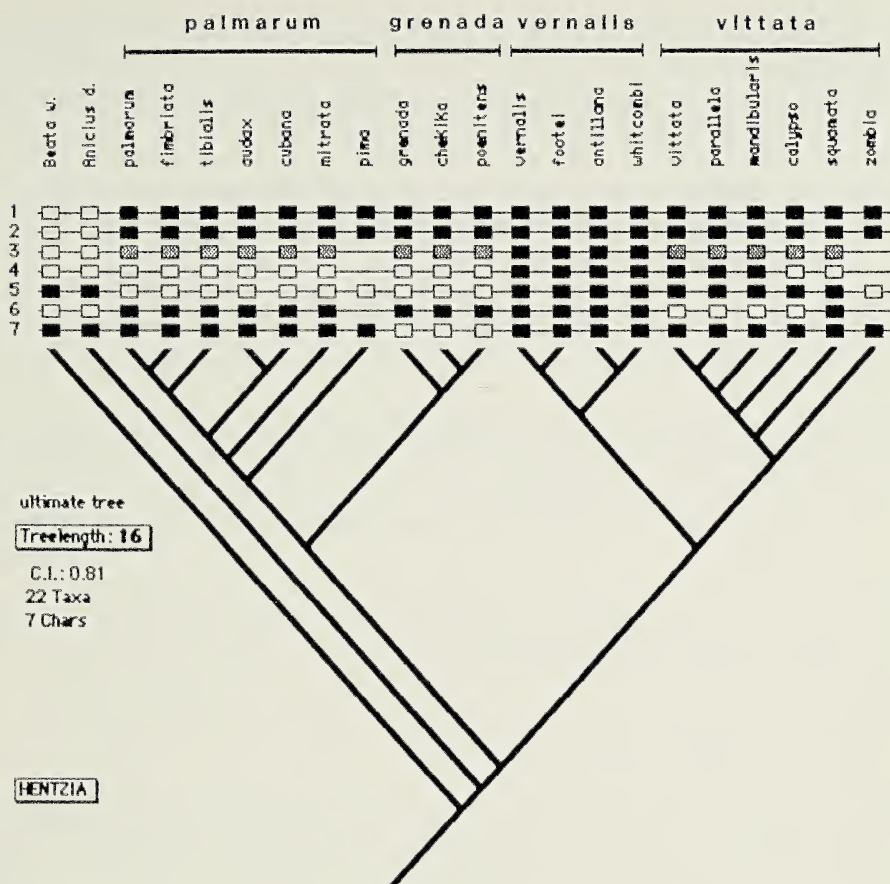 palmarum grenada vernalis vittata
Beata w.
Anicius d.
palmarum
fimbriata
tibialis
audax
cubana
mitrata
pima
grenada
chekika
poenitens
vernalis
footei
antillana
whitcombi
vittata
parallela
mandibularis
calypso
squamata
zombia
1
2
3
4
5
6
7
ultimate tree
Treelength: 16
C.I.: 0.81
22 Taxa
7 Chars
HENTZIA